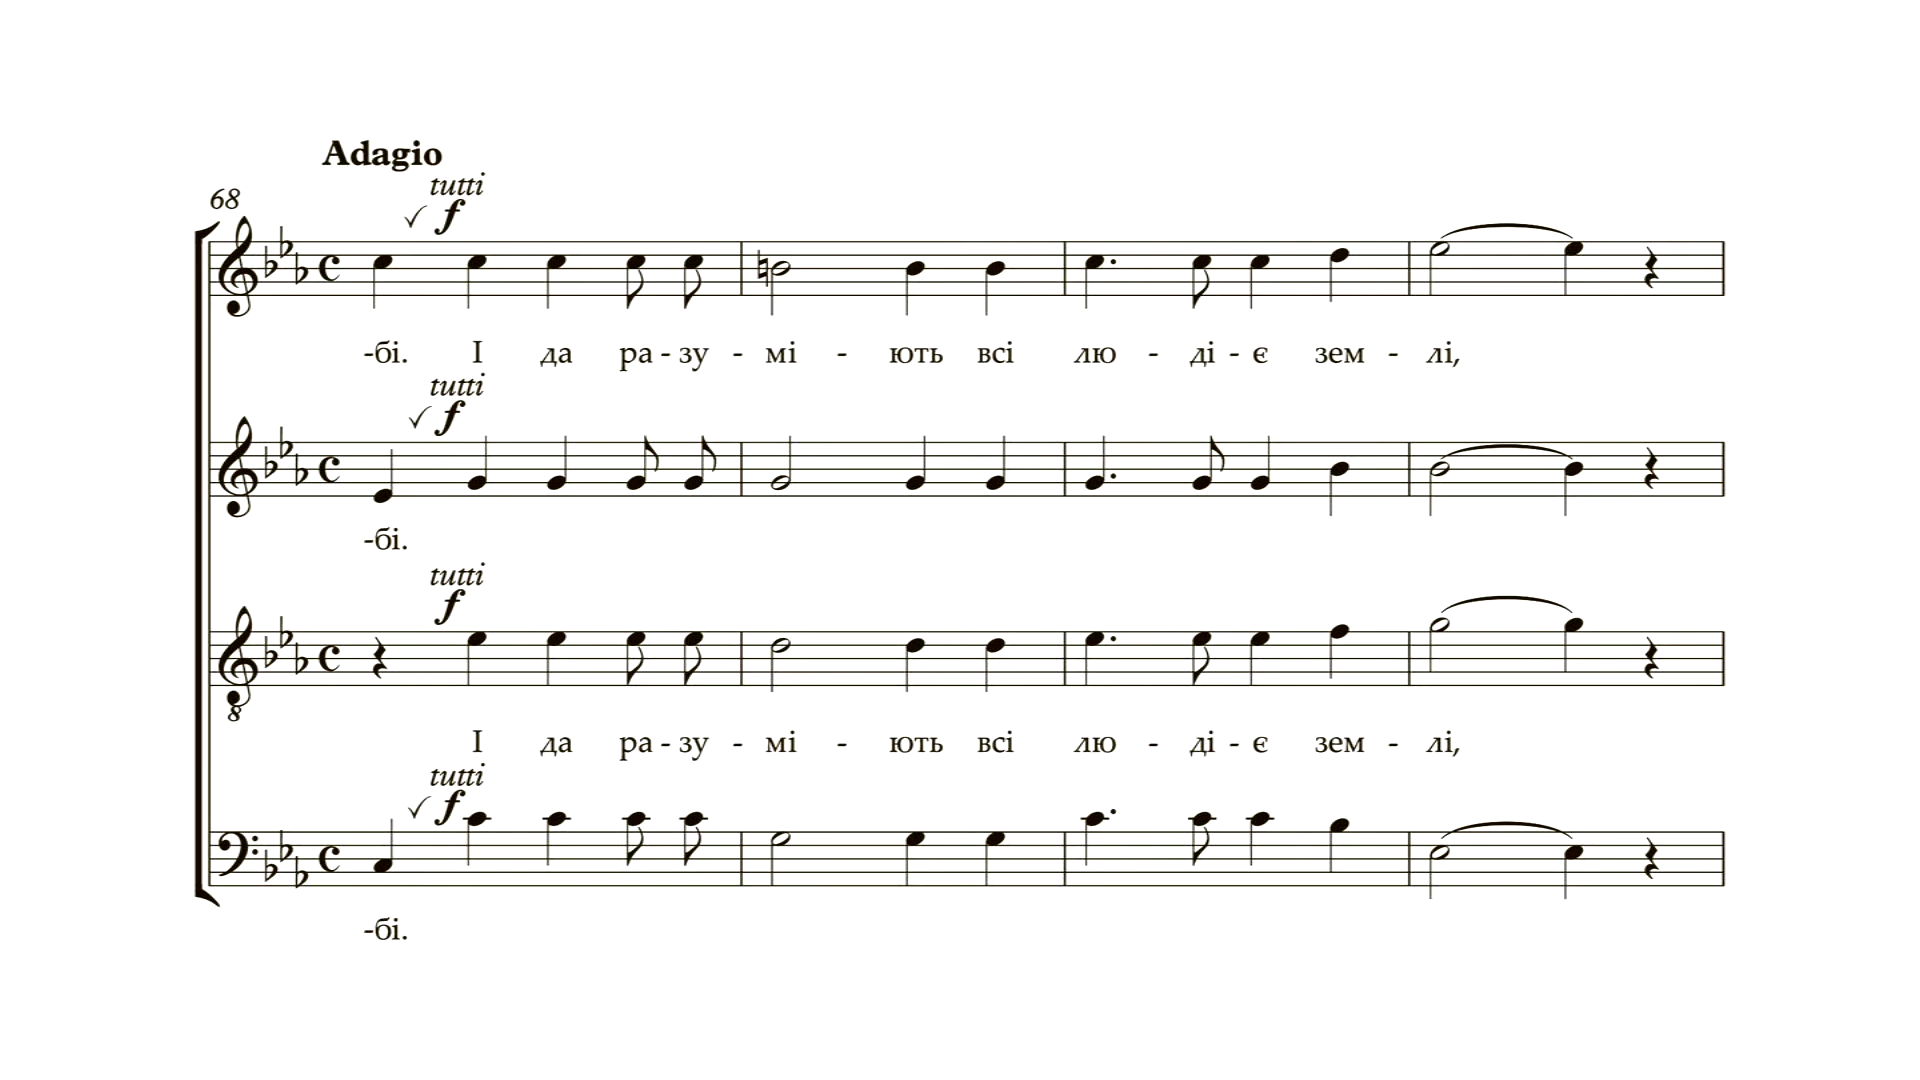 Adagio
68
tutti
f
-бі. І да ра - зу - мі - ють всі лю - ді - є зем - лі,
tutti
f
-бі.
tutti
f
8
І да ра - зу - мі - ють всі лю - ді - є зем - лі,
tutti
f
-бі.